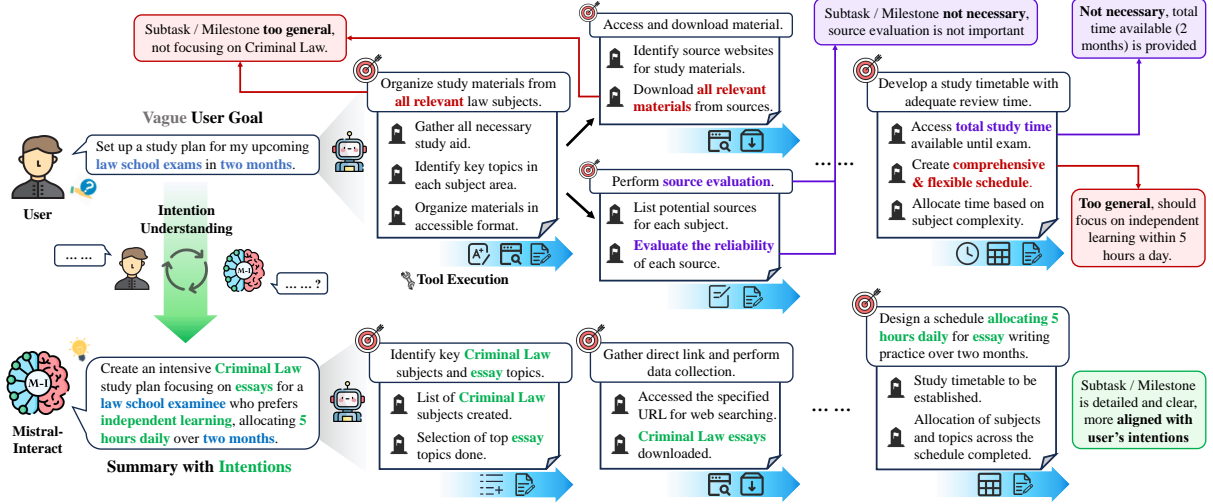 Subtask / Milestone too general,
not focusing on Criminal Law.
Access and download material.
Identify source websites
for study materials.
Download all relevant
materials from sources.
Subtask / Milestone not necessary,
source evaluation is not important
Not necessary, total
time available (2
months) is provided
Vague User Goal
Set up a study plan for my upcoming
law school exams in two months.
User
Organize study materials from
all relevant law subjects.
Gather all necessary
study aid.
Identify key topics in
each subject area.
Organize materials in
accessible format.
A+
Tool Execution
Perform source evaluation.
List potential sources
for each subject.
Evaluate the reliability
of each source.
... ...
Develop a study timetable with
adequate review time.
Access total study time
available until exam.
Create comprehensive
& flexible schedule.
Allocate time based on
subject complexity.
Too general, should
focus on independent
learning within 5
hours a day.
Intention
Understanding
... ...
M-I
... ... ?
M-I
Mistral-
Interact
Create an intensive Criminal Law
study plan focusing on essays for a
law school examinee who prefers
independent learning, allocating 5
hours daily over two months.
Summary with Intentions
Identify key Criminal Law
subjects and essay topics.
List of Criminal Law
subjects created.
Selection of top essay
topics done.
Gather direct link and perform
data collection.
Accessed the specified
URL for web searching.
Criminal Law essays
downloaded.
... ...
Design a schedule allocating 5
hours daily for essay writing
practice over two months.
Study timetable to be
established.
Allocation of subjects
and topics across the
schedule completed.
Subtask / Milestone
is detailed and clear,
more aligned with
user's intentions